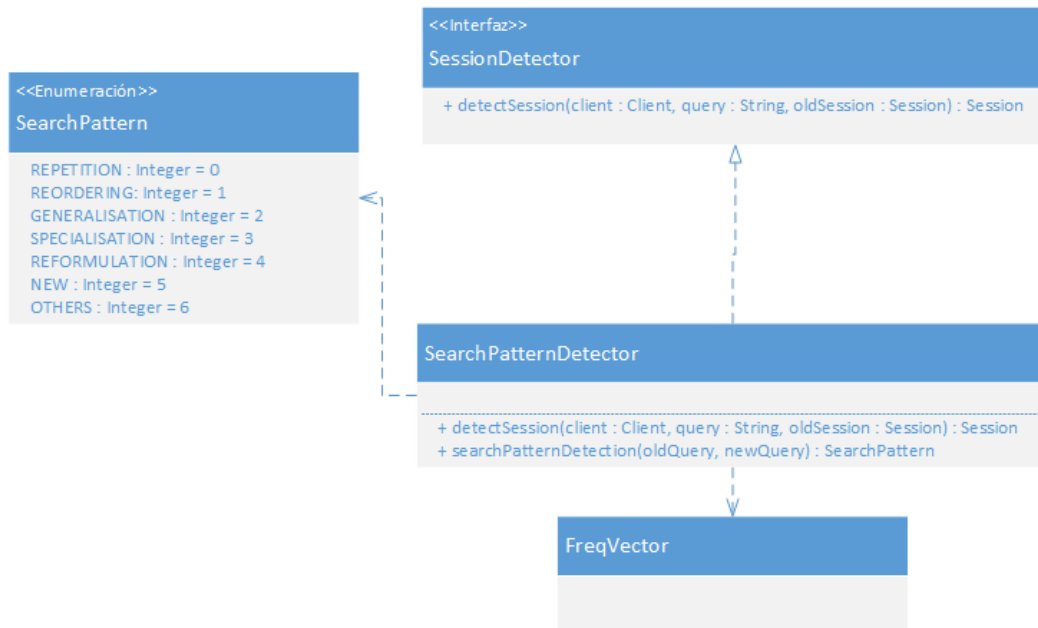 <<Interfaz>>
SessionDetector
+ detectSession(client : Client, query : String, oldSession : Session) : Session
<<Enumeración>>
SearchPattern
REPETITION : Integer = 0
REORDERING: Integer = 1
GENERALISATION : Integer = 2
SPECIALISATION : Integer = 3
REFORMULATION : Integer = 4
NEW : Integer = 5
OTHERS : Integer = 6
SearchPatternDetector
+ detectSession(client : Client, query : String, oldSession : Session) : Session
+ searchPatternDetection(oldQuery, newQuery) : SearchPattern
FreqVector